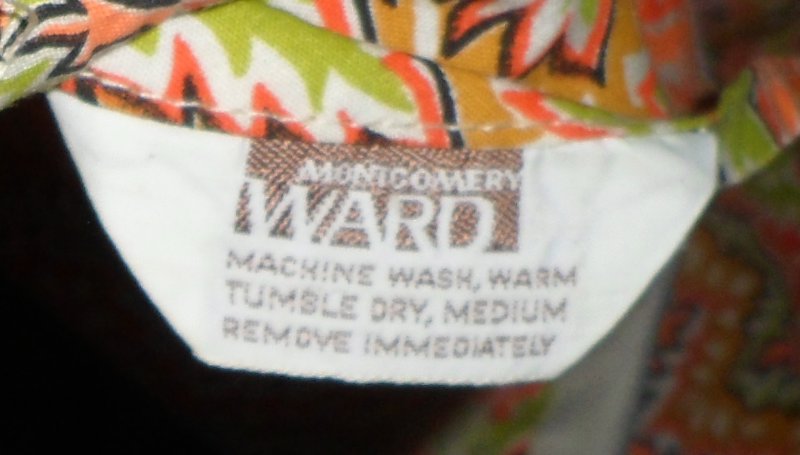 MONTGOMERY
WARD
MACHINE WASH, WARM
TUMBLE DRY, MEDIUM
REMOVE IMMEDIATELY